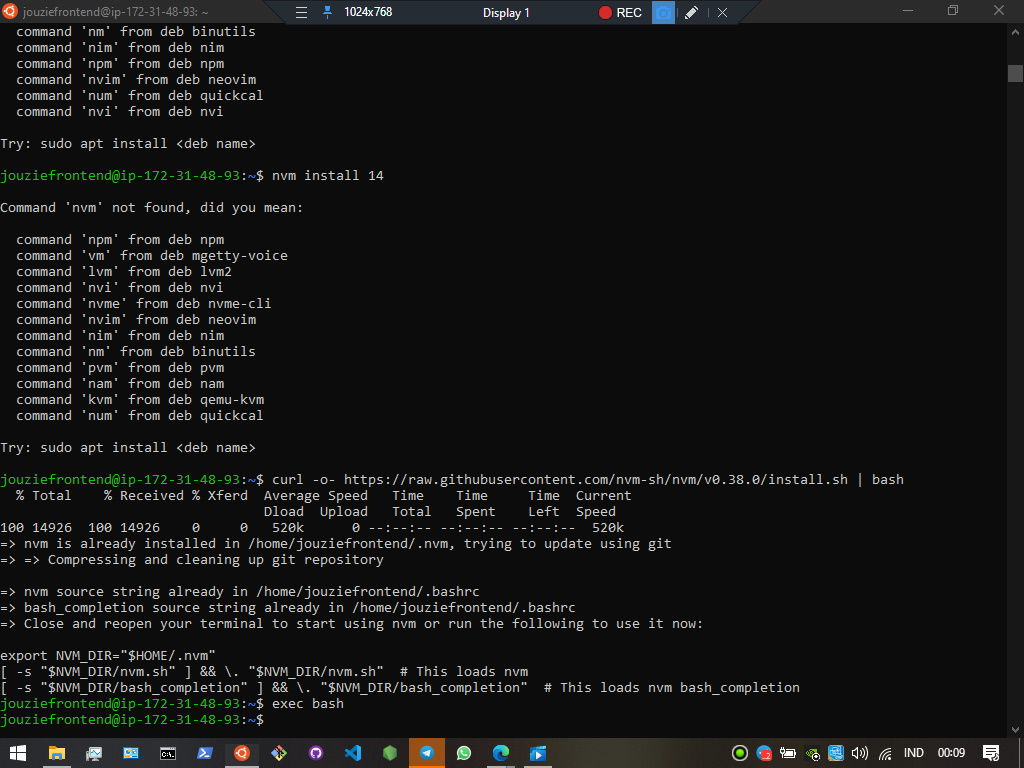 jouziefrontend@ip-172-31-48-93: ~
1024x768
Display 1
REC
command 'nm' from deb binutils
command 'nim' from deb nim
command 'npm' from deb npm
command 'nvim' from deb neovim
command 'num' from deb quickcal
command 'nvi' from deb nvi
Try: sudo apt install <deb name>
jouziefrontend@ip-172-31-48-93:~$ nvm install 14
Command 'nvm' not found, did you mean:
command 'npm' from deb npm
command 'vm' from deb mgetty-voice
command 'lvm' from deb lvm2
command 'nvi' from deb nvi
command 'nvme' from deb nvme-cli
command 'nvim' from deb neovim
command 'nim' from deb nim
command 'nm' from deb binutils
command 'pvm' from deb pvm
command 'nam' from deb nam
command 'kvm' from deb qemu-kvm
command 'num' from deb quickcal
Try: sudo apt install <deb name>
jouziefrontend@ip-172-31-48-93:~$ curl -o- https://raw.githubusercontent.com/nvm-sh/nvm/v0.38.0/install.sh | bash
% Total    % Received % Xferd  Average Speed   Time    Time     Time  Current
Dload  Upload   Total   Spent    Left  Speed
100 14926  100 14926    0     0   520k      0 --:--:-- --:--:-- --:--:--  520k
=> nvm is already installed in /home/jouziefrontend/.nvm, trying to update using git
=> => Compressing and cleaning up git repository
=> nvm source string already in /home/jouziefrontend/.bashrc
=> bash_completion source string already in /home/jouziefrontend/.bashrc
=> Close and reopen your terminal to start using nvm or run the following to use it now:
export NVM_DIR="$HOME/.nvm"
[ -s "$NVM_DIR/nvm.sh" ] && \. "$NVM_DIR/nvm.sh"  # This loads nvm
[ -s "$NVM_DIR/bash_completion" ] && \. "$NVM_DIR/bash_completion"  # This loads nvm bash_completion
jouziefrontend@ip-172-31-48-93:~$ exec bash
jouziefrontend@ip-172-31-48-93:~$
IND
00:09